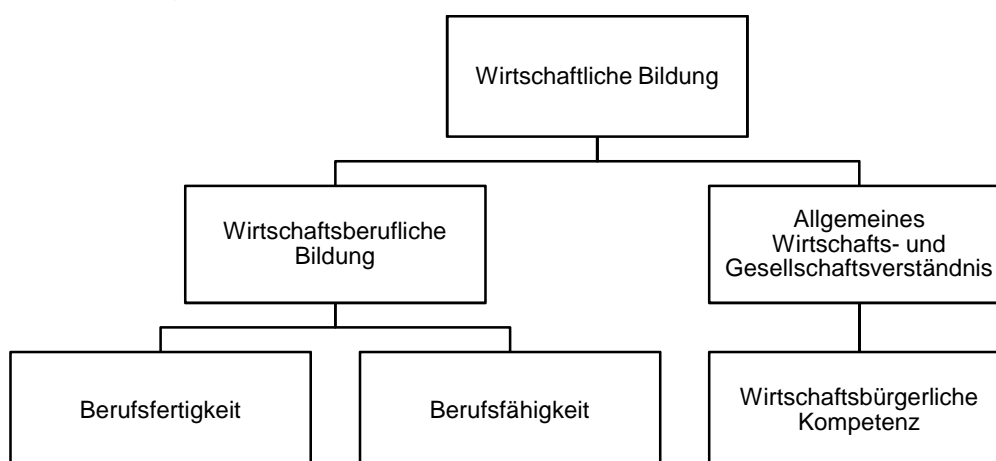 Wirtschaftliche Bildung
Wirtschaftsberufliche
Bildung
Allgemeines
Wirtschafts- und
Gesellschaftsverständnis
Berufsfertigkeit
Berufsfähigkeit
Wirtschaftsbürgerliche
Kompetenz